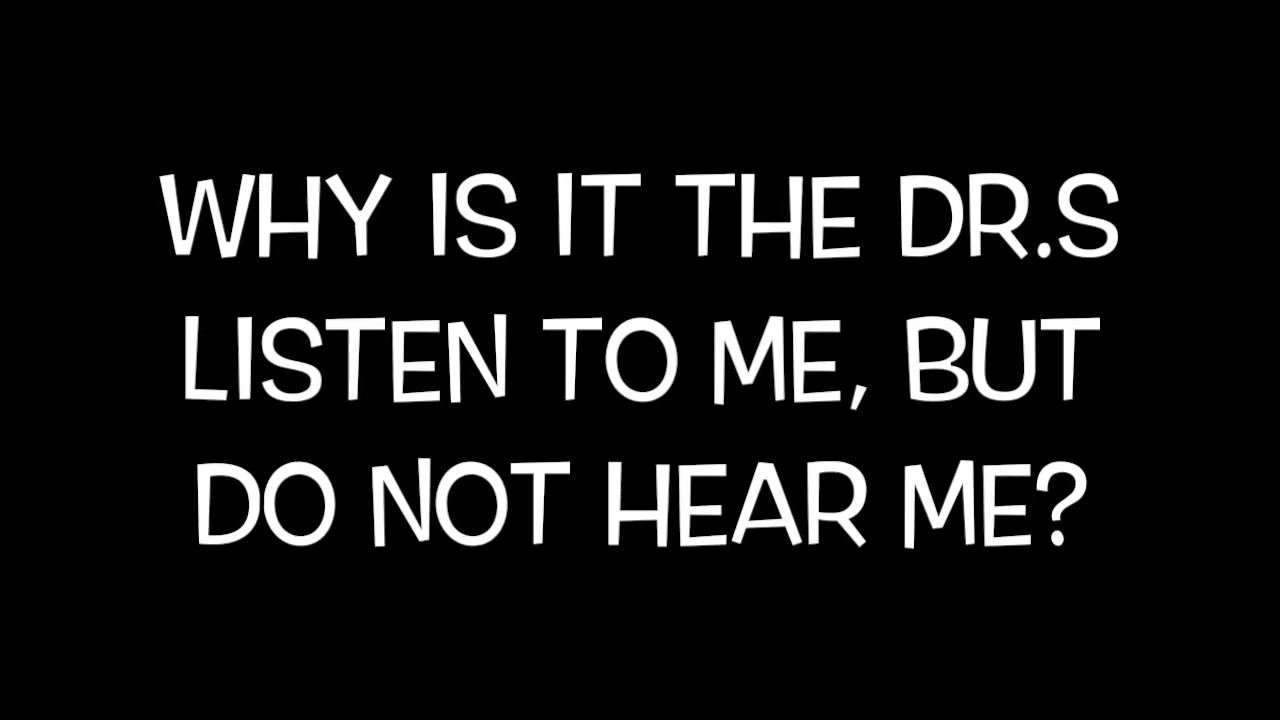 WHY IS IT THE DR.S
LISTEN TO ME, BUT
DO NOT HEAR ME?